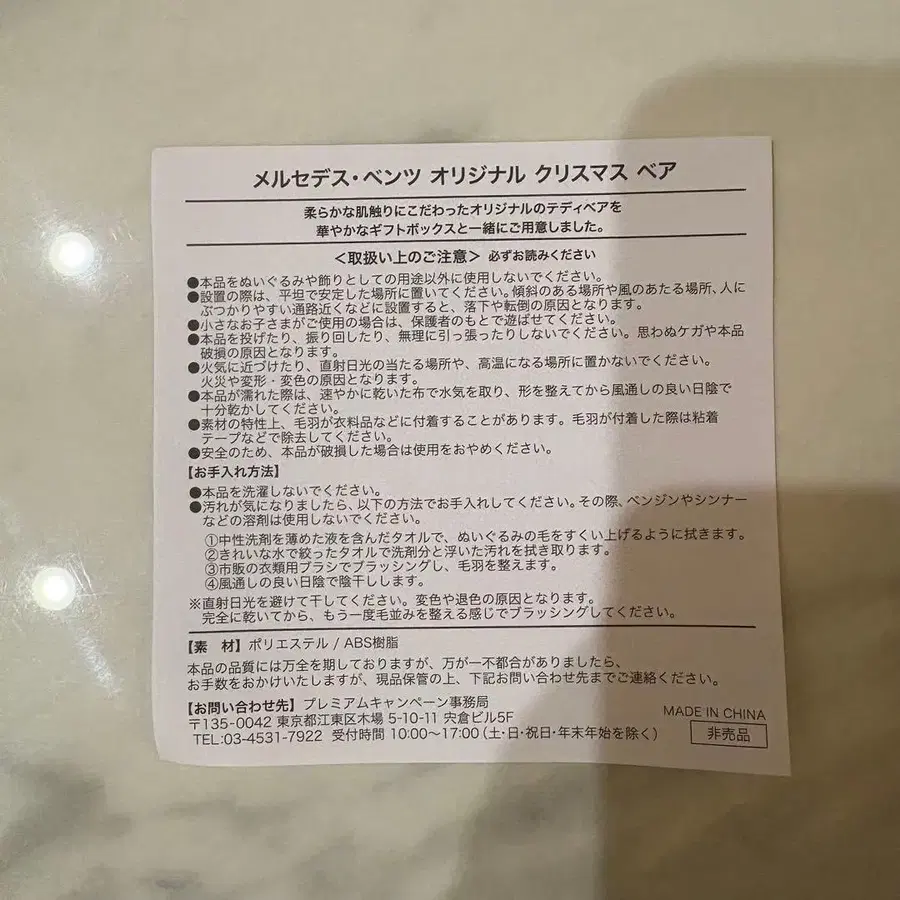 メルセデス・ベンツ オリジナル クリスマス ベア
柔らかな肌触りにこだわったオリジナルのテディベアを
華やかなギフトボックスと一緒にご用意しました。
＜取扱い上のご注意＞ 必ずお読みください
●本品をぬいぐるみや飾りとしての用途以外に使用しないでください。
●設置の際は、平坦で安定した場所に置いてください。傾斜のある場所や風のあたる場所、人に
ぶつかりやすい通路近くなどに設置すると、落下や転倒の原因となります。
●小さなお子さまがご使用の場合は、保護者のもとで遊ばせてください。
●本品を投げたり、振り回したり、無理に引っ張ったりしないでください。思わぬケガや本品
破損の原因となります。
●火気に近づけたり、直射日光の当たる場所や、高温になる場所に置かないでください。
火災や変形・変色の原因となります。
●本品が濡れた際は、速やかに乾いた布で水気を取り、形を整えてから風通しの良い日陰で
十分乾かしてください。
●素材の特性上、毛羽が衣料品などに付着することがあります。毛羽が付着した際は粘着
テープなどで除去してください。
●安全のため、本品が破損した場合は使用をおやめください。
【お手入れ方法】
●本品を洗濯しないでください。
●汚れが気になりましたら、以下の方法でお手入れしてください。その際、ベンジンやシンナー
などの溶剤は使用しないでください。
①中性洗剤を薄めた液を含んだタオルで、ぬいぐるみの毛をすくい上げるように拭きます。
②きれいな水で絞ったタオルで洗剤分と浮いた汚れを拭き取ります。
③市販の衣類用ブラシでブラッシングし、毛羽を整えます。
④風通しの良い日陰で陰干しします。
※直射日光を避けて干してください。変色や退色の原因となります。
完全に乾いてから、もう一度毛並みを整える感じでブラッシングしてください。
【素　材】ポリエステル / ABS樹脂
本品の品質には万全を期しておりますが、万が一不都合がありましたら、
お手数をおかけいたしますが、現品保管の上、下記お問い合わせ先までご連絡ください。
【お問い合わせ先】プレミアムキャンペーン事務局
〒135-0042 東京都江東区木場 5-10-11 宍倉ビル5F
TEL:03-4531-7922 受付時間 10:00～17:00（土・日・祝日・年末年始を除く）
MADE IN CHINA
非売品